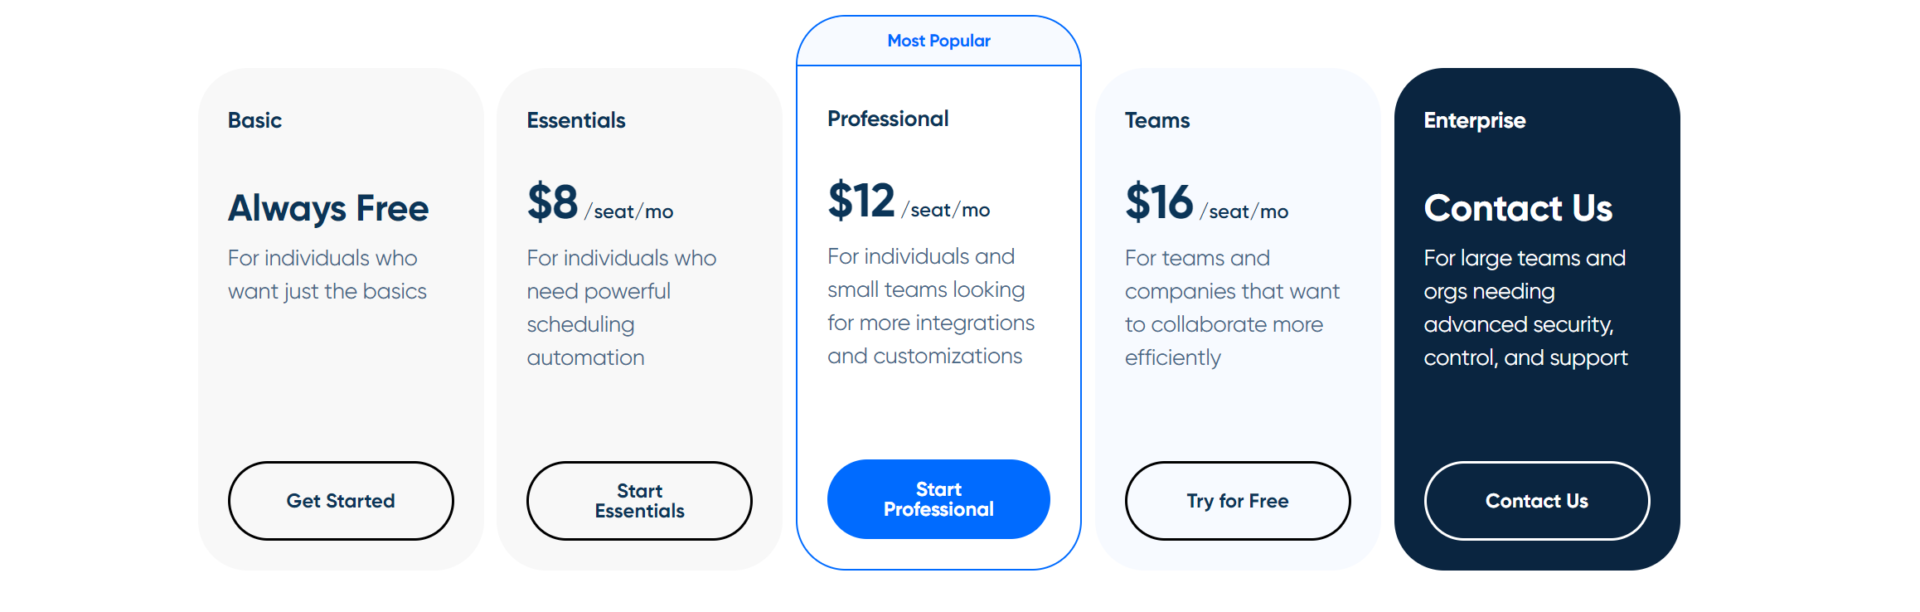 Most Popular
Basic
Always Free
For individuals who
want just the basics
Get Started
Essentials
$8 /seat/mo
For individuals who
need powerful
scheduling
automation
Start
Essentials
Professional
$12 /seat/mo
For individuals and
small teams looking
for more integrations
and customizations
Start
Professional
Teams
$16 /seat/mo
For teams and
companies that want
to collaborate more
efficiently
Try for Free
Enterprise
Contact Us
For large teams and
orgs needing
advanced security,
control, and support
Contact Us